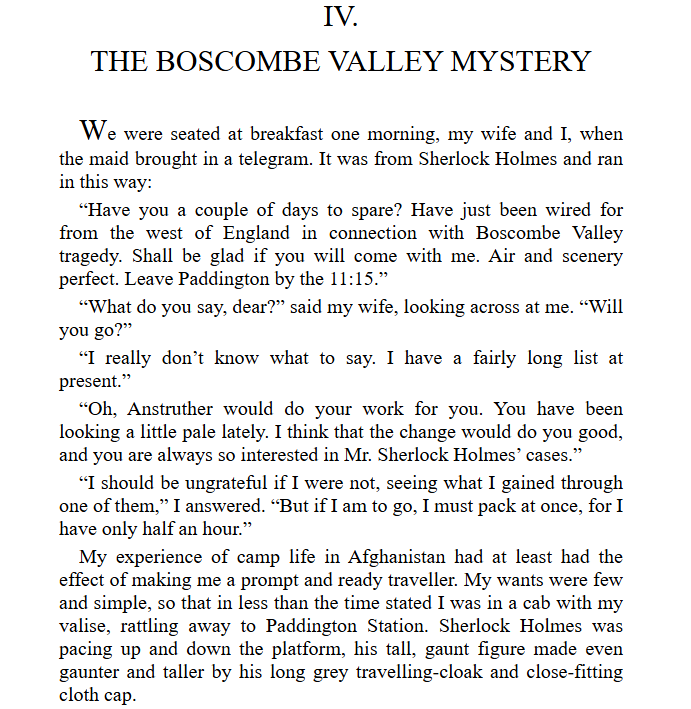 IV.
THE BOSCOMBE VALLEY MYSTERY
We were seated at breakfast one morning, my wife and I, when
the maid brought in a telegram. It was from Sherlock Holmes and ran
in this way:
“Have you a couple of days to spare? Have just been wired for
from the west of England in connection with Boscombe Valley
tragedy. Shall be glad if you will come with me. Air and scenery
perfect. Leave Paddington by the 11:15.”
“What do you say, dear?” said my wife, looking across at me. “Will
you go?”
“I really don’t know what to say. I have a fairly long list at
present.”
“Oh, Anstruther would do your work for you. You have been
looking a little pale lately. I think that the change would do you good,
and you are always so interested in Mr. Sherlock Holmes’ cases.”
“I should be ungrateful if I were not, seeing what I gained through
one of them,” I answered. “But if I am to go, I must pack at once, for I
have only half an hour.”
My experience of camp life in Afghanistan had at least had the
effect of making me a prompt and ready traveller. My wants were few
and simple, so that in less than the time stated I was in a cab with my
valise, rattling away to Paddington Station. Sherlock Holmes was
pacing up and down the platform, his tall, gaunt figure made even
gaunter and taller by his long grey travelling-cloak and close-fitting
cloth cap.